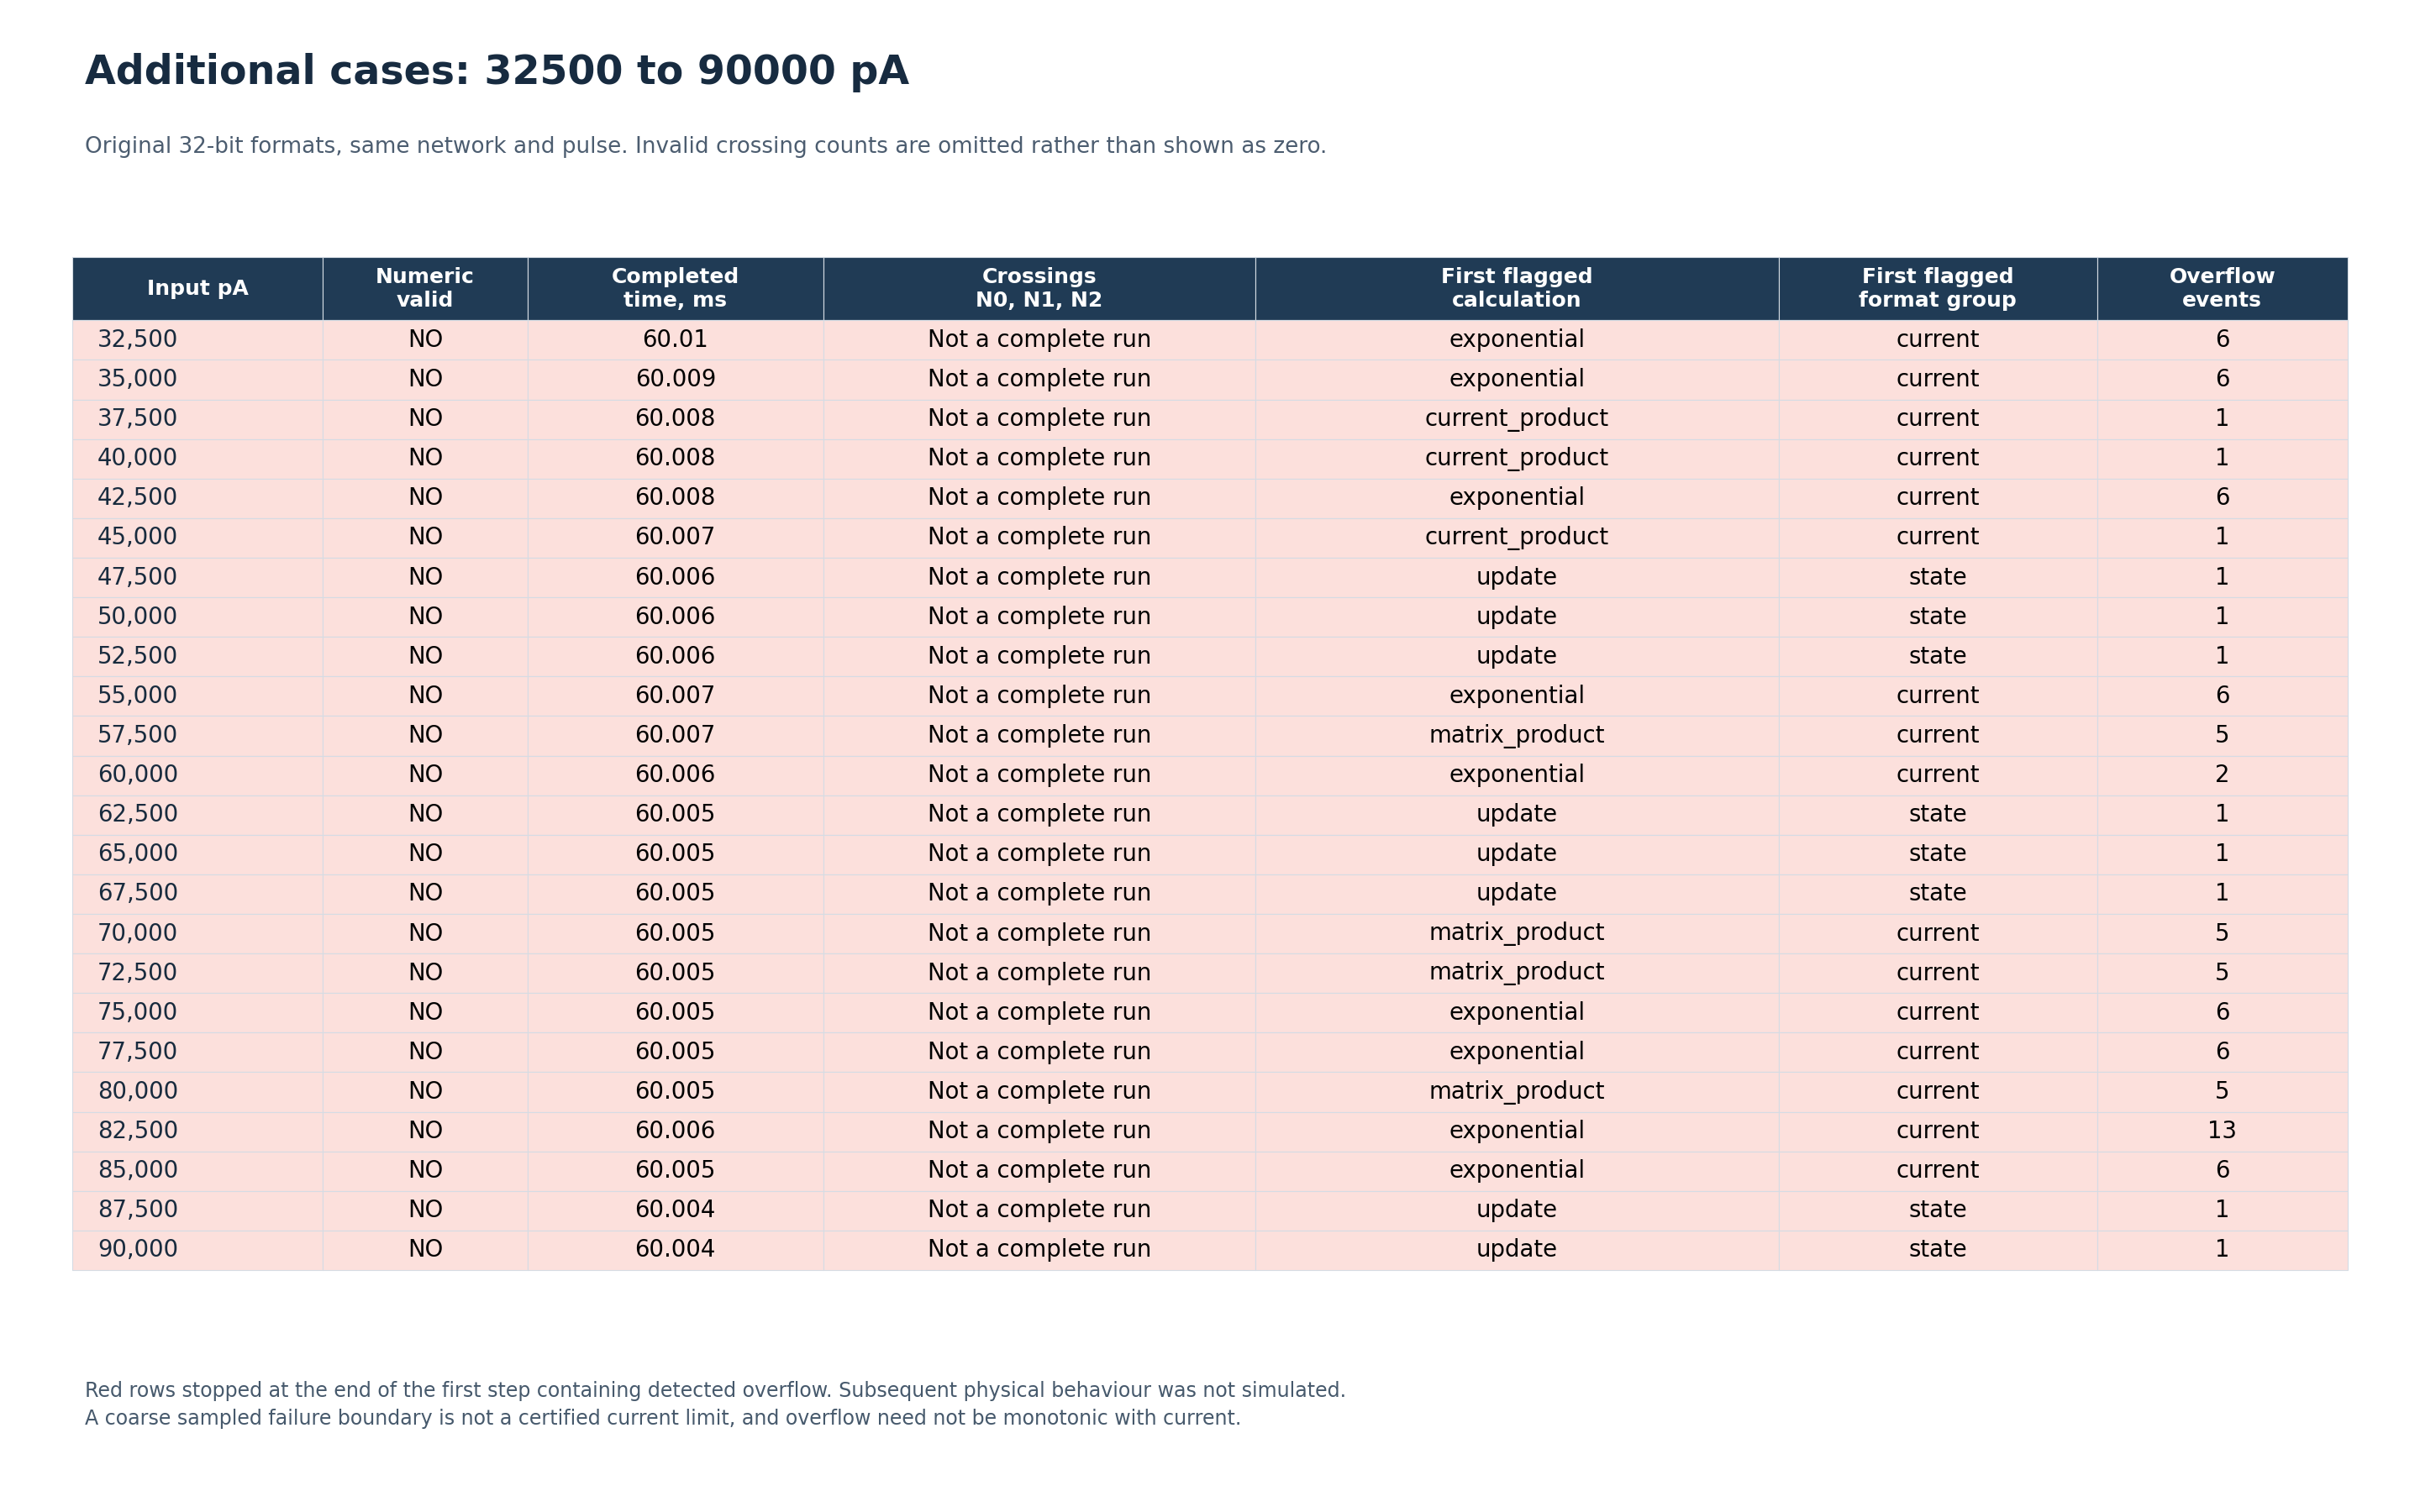 Additional cases: 32500 to 90000 pA
Original 32-bit formats, same network and pulse. Invalid crossing counts are omitted rather than shown as zero.
Input pA | Numeric valid | Completed time, ms | Crossings N0, N1, N2 | First flagged calculation | First flagged format group | Overflow events
32,500 NO 60.01 Not a complete run exponential current 6
35,000 NO 60.009 Not a complete run exponential current 6
37,500 NO 60.008 Not a complete run current_product current 1
40,000 NO 60.008 Not a complete run current_product current 1
42,500 NO 60.008 Not a complete run exponential current 6
45,000 NO 60.007 Not a complete run current_product current 1
47,500 NO 60.006 Not a complete run update state 1
50,000 NO 60.006 Not a complete run update state 1
52,500 NO 60.006 Not a complete run update state 1
55,000 NO 60.007 Not a complete run exponential current 6
57,500 NO 60.007 Not a complete run matrix_product current 5
60,000 NO 60.006 Not a complete run exponential current 2
62,500 NO 60.005 Not a complete run update state 1
65,000 NO 60.005 Not a complete run update state 1
67,500 NO 60.005 Not a complete run update state 1
70,000 NO 60.005 Not a complete run matrix_product current 5
72,500 NO 60.005 Not a complete run matrix_product current 5
75,000 NO 60.005 Not a complete run exponential current 6
77,500 NO 60.005 Not a complete run exponential current 6
80,000 NO 60.005 Not a complete run matrix_product current 5
82,500 NO 60.006 Not a complete run exponential current 13
85,000 NO 60.005 Not a complete run exponential current 6
87,500 NO 60.004 Not a complete run update state 1
90,000 NO 60.004 Not a complete run update state 1
Red rows stopped at the end of the first step containing detected overflow. Subsequent physical behaviour was not simulated.
A coarse sampled failure boundary is not a certified current limit, and overflow need not be monotonic with current.